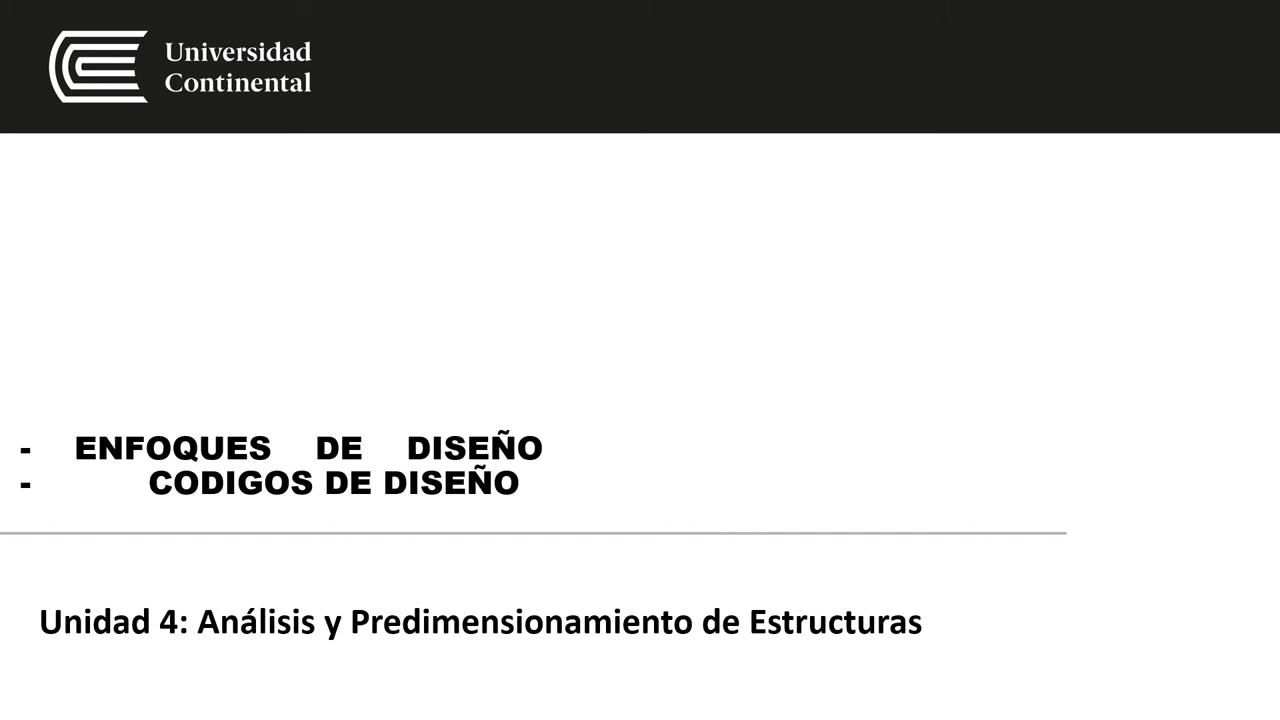 Universidad
Continental
- ENFOQUES DE DISEÑO
- CODIGOS DE DISEÑO
Unidad 4: Análisis y Predimensionamiento de Estructuras